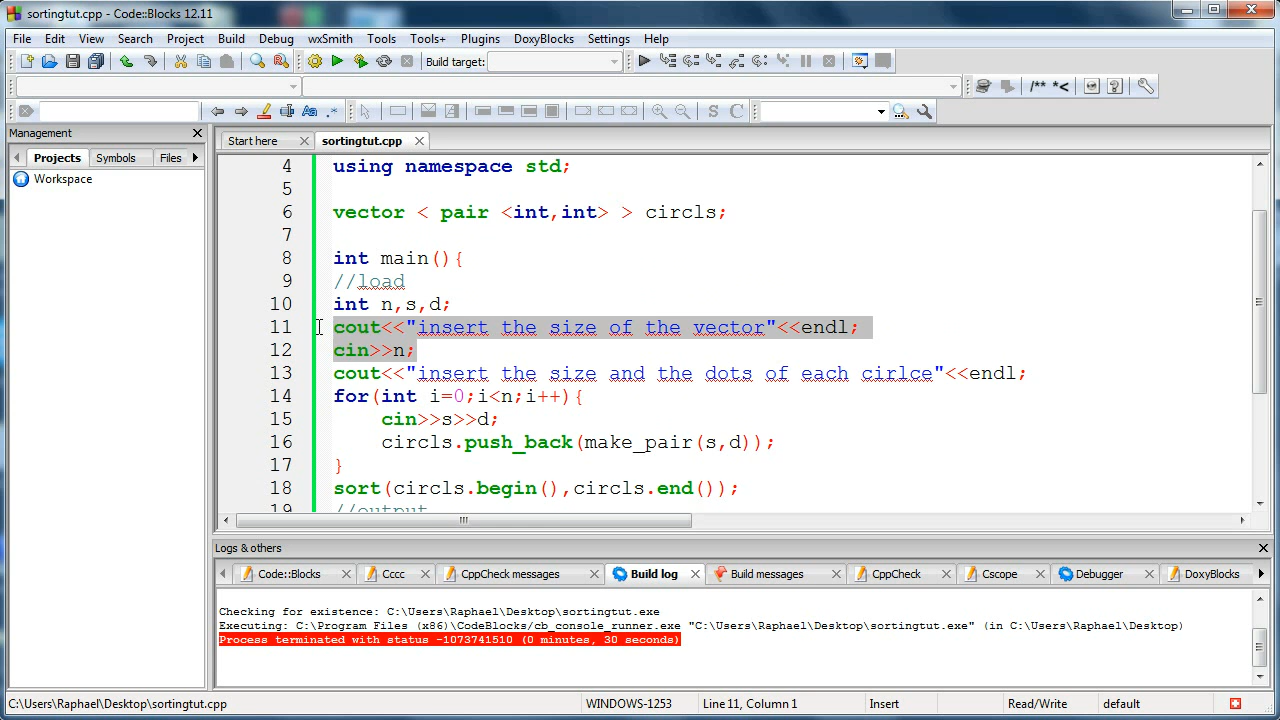 sortingtut.cpp - Code::Blocks 12.11
File Edit View Search Project Build Debug wxSmith Tools Tools+ Plugins DoxyBlocks Settings Help
Build target:
/** *<
Aa .*
S C
Management
Projects Symbols Files
Workspace
Start here sortingtut.cpp
4 using namespace std;
5
6 vector < pair <int,int> > circls;
7
8 int main(){
9 //load
10 int n,s,d;
11 cout<<"insert the size of the vector"<<endl;
12 cin>>n;
13 cout<<"insert the size and the dots of each cirlce"<<endl;
14 for(int i=0;i<n;i++){
15 cin>>s>>d;
16 circls.push_back(make_pair(s,d));
17 }
18 sort(circls.begin(),circls.end());
19 //output
Logs & others
Code::Blocks Cccc CppCheck messages Build log Build messages CppCheck Cscope Debugger DoxyBlocks
Checking for existence: C:\Users\Raphael\Desktop\sortingtut.exe
Executing: C:\Program Files (x86)\CodeBlocks/cb_console_runner.exe "C:\Users\Raphael\Desktop\sortingtut.exe" (in C:\Users\Raphael\Desktop)
Process terminated with status -1073741510 (0 minutes, 30 seconds)
C:\Users\Raphael\Desktop\sortingtut.cpp WINDOWS-1253 Line 11, Column 1 Insert Read/Write default